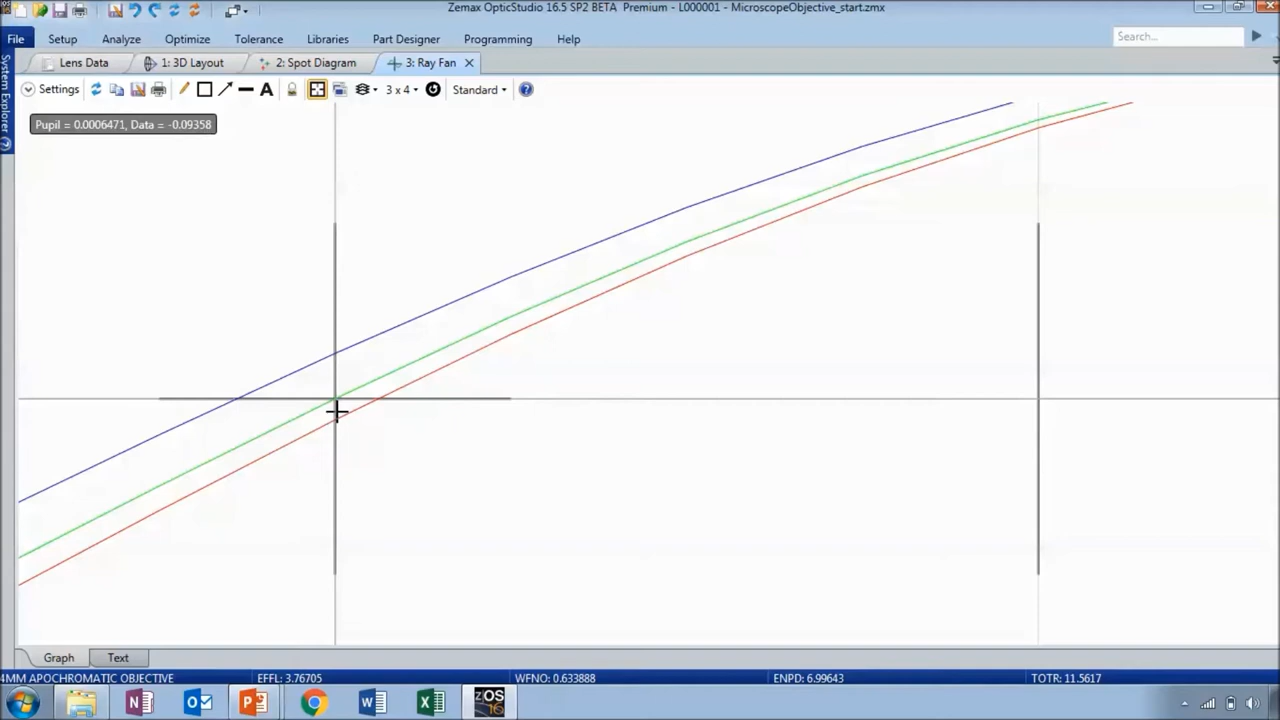 Zemax OpticStudio 16.5 SP2 BETA Premium - L000001 - MicroscopeObjective_start.zmx
File Setup Analyze Optimize Tolerance Libraries Part Designer Programming Help Search...
System Explorer
Lens Data 1: 3D Layout 2: Spot Diagram 3: Ray Fan
Settings 3 x 4 Standard
Pupil = 0.0006471, Data = -0.09358
Graph Text
4MM APOCHROMATIC OBJECTIVE EFFL: 3.76705 WFNO: 0.633888 ENPD: 6.99643 TOTR: 11.5617